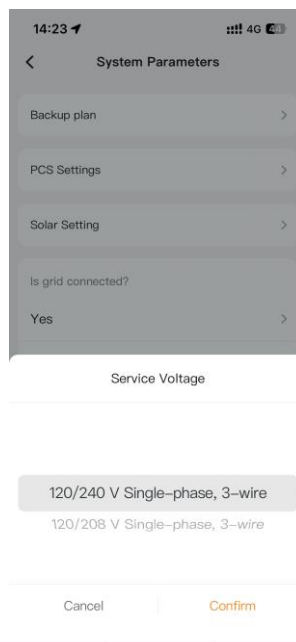 14:23 4G
System Parameters
Backup plan
PCS Settings
Solar Setting
Is grid connected?
Yes
Service Voltage
120/240 V Single-phase, 3-wire
120/208 V Single-phase, 3-wire
Cancel Confirm